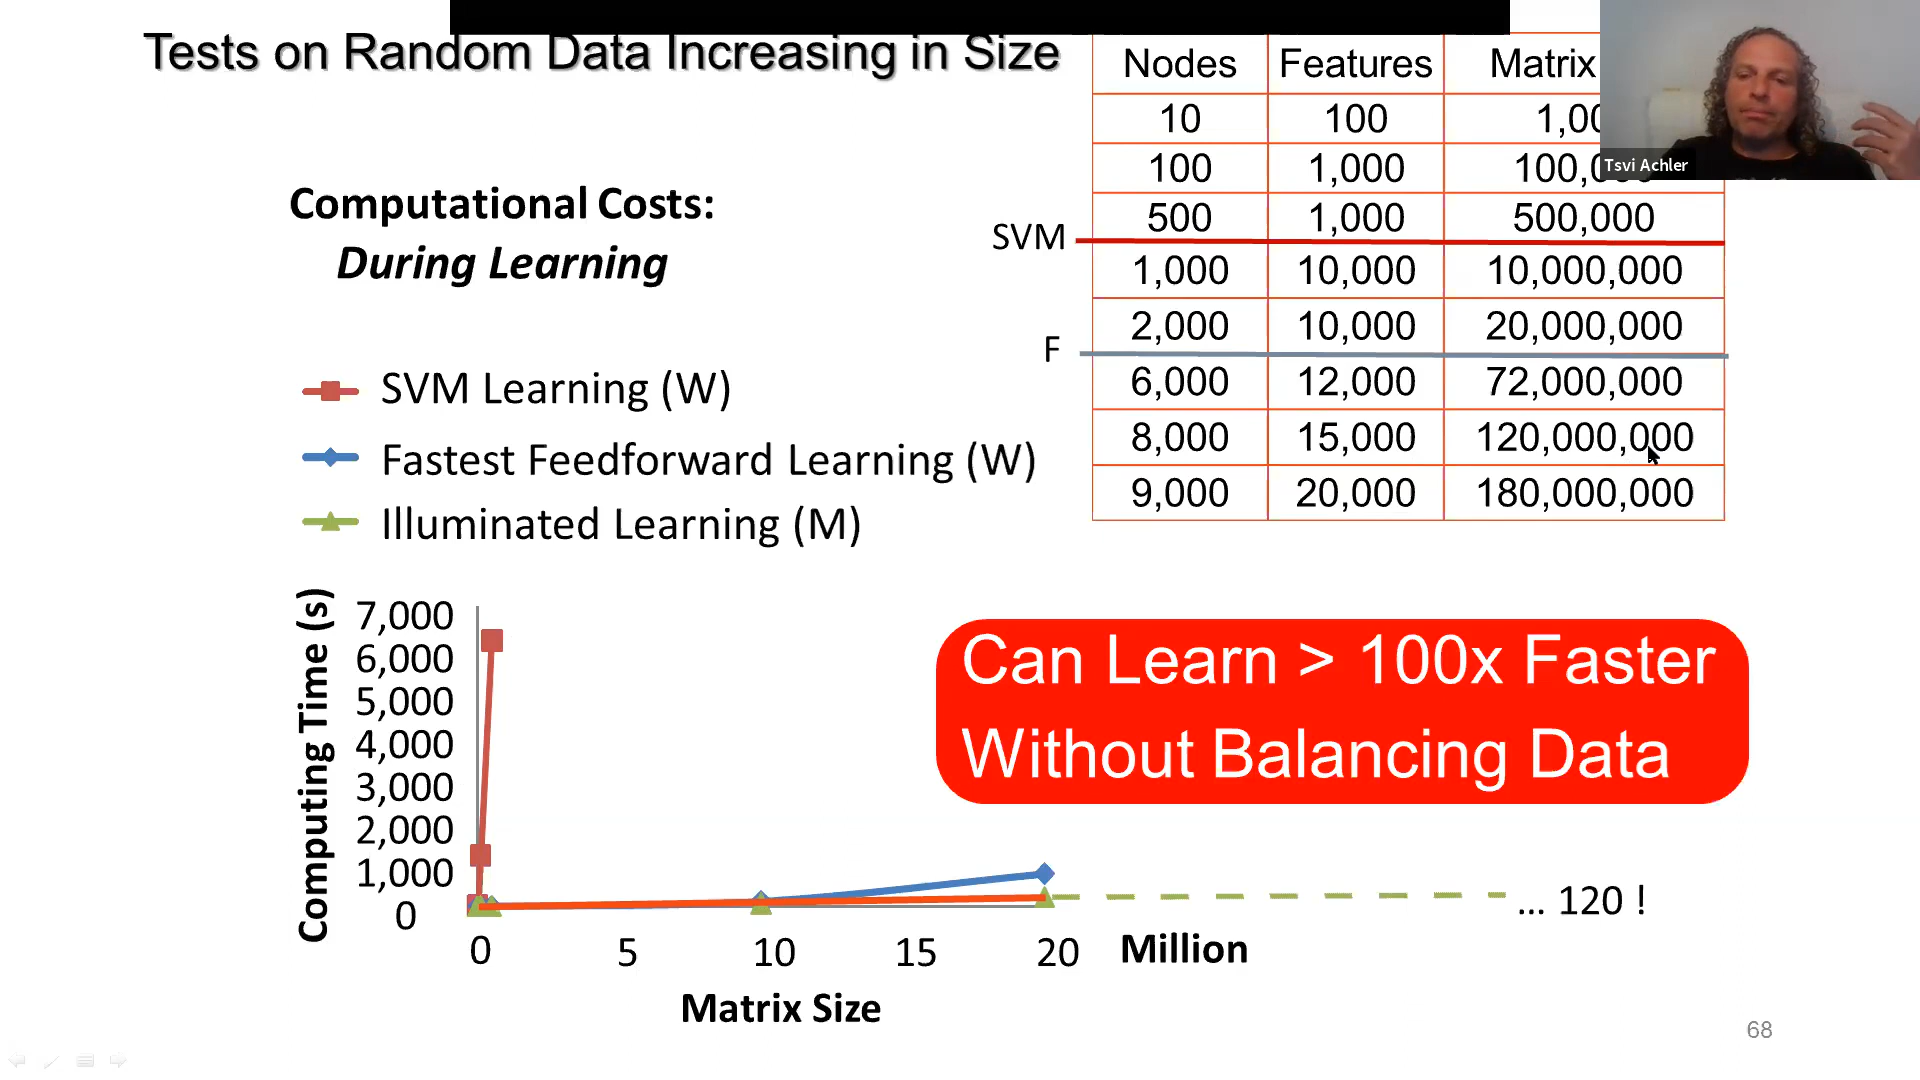 Tests on Random Data Increasing in Size
Nodes Features Matrix
10 100 1,00
100 1,000 100,0
500 1,000 500,000
1,000 10,000 10,000,000
2,000 10,000 20,000,000
6,000 12,000 72,000,000
8,000 15,000 120,000,000
9,000 20,000 180,000,000
SVM
F
Tsvi Achler
Computational Costs:
During Learning
SVM Learning (W)
Fastest Feedforward Learning (W)
Illuminated Learning (M)
Computing Time (s)
7,000
6,000
5,000
4,000
3,000
2,000
1,000
0
0 5 10 15 20 Million
Matrix Size
... 120 !
Can Learn > 100x Faster
Without Balancing Data
68